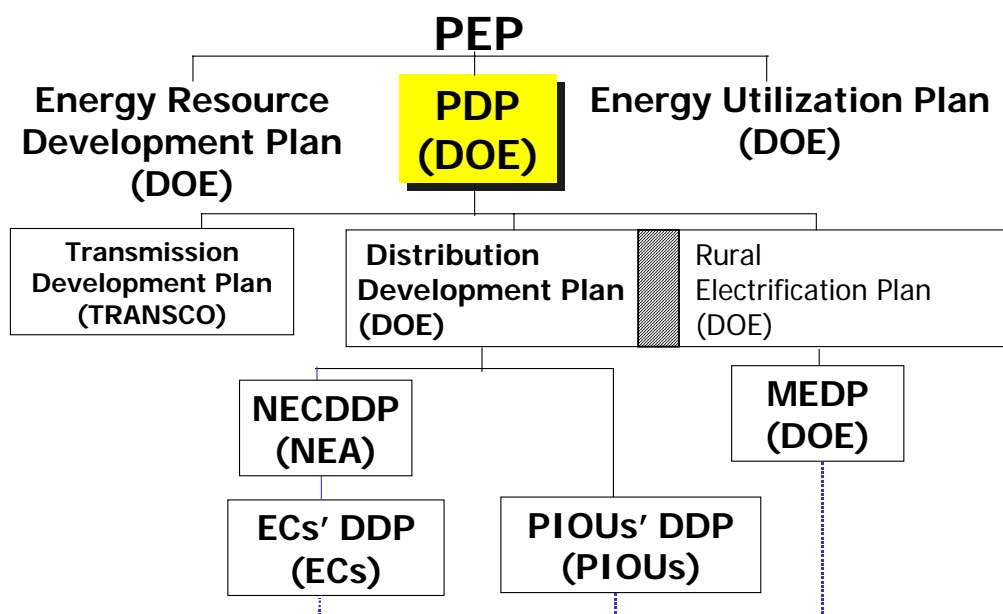 PEP
Energy Resource
Development Plan
(DOE)
PDP
(DOE)
Energy Utilization Plan
(DOE)
Transmission
Development Plan
(TRANSCO)
Distribution
Development Plan
(DOE)
Rural
Electrification Plan
(DOE)
NECDDP
(NEA)
MEDP
(DOE)
ECs’ DDP
(ECs)
PIOUs’ DDP
(PIOUs)